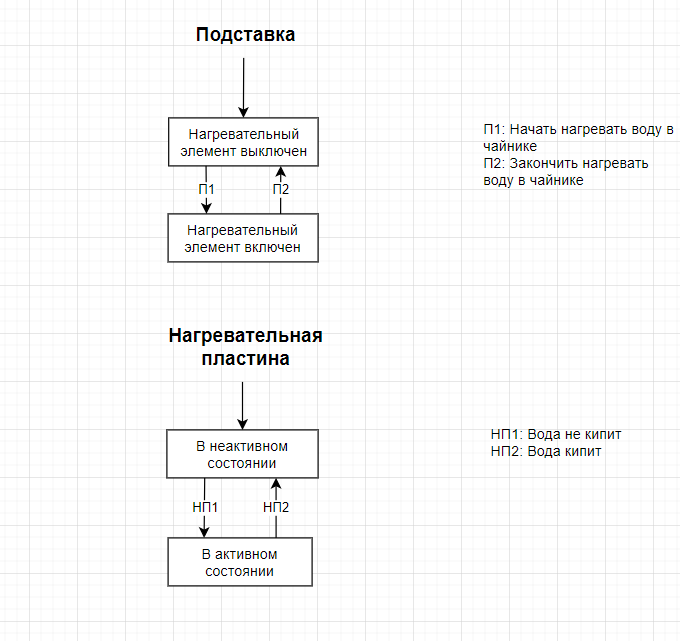 Подставка
Нагревательный
элемент выключен
П1
П2
Нагревательный
элемент включен
П1: Начать нагревать воду в
чайнике
П2: Закончить нагревать
воду в чайнике
Нагревательная
пластина
В неактивном
состоянии
НП1
НП2
В активном
состоянии
НП1: Вода не кипит
НП2: Вода кипит